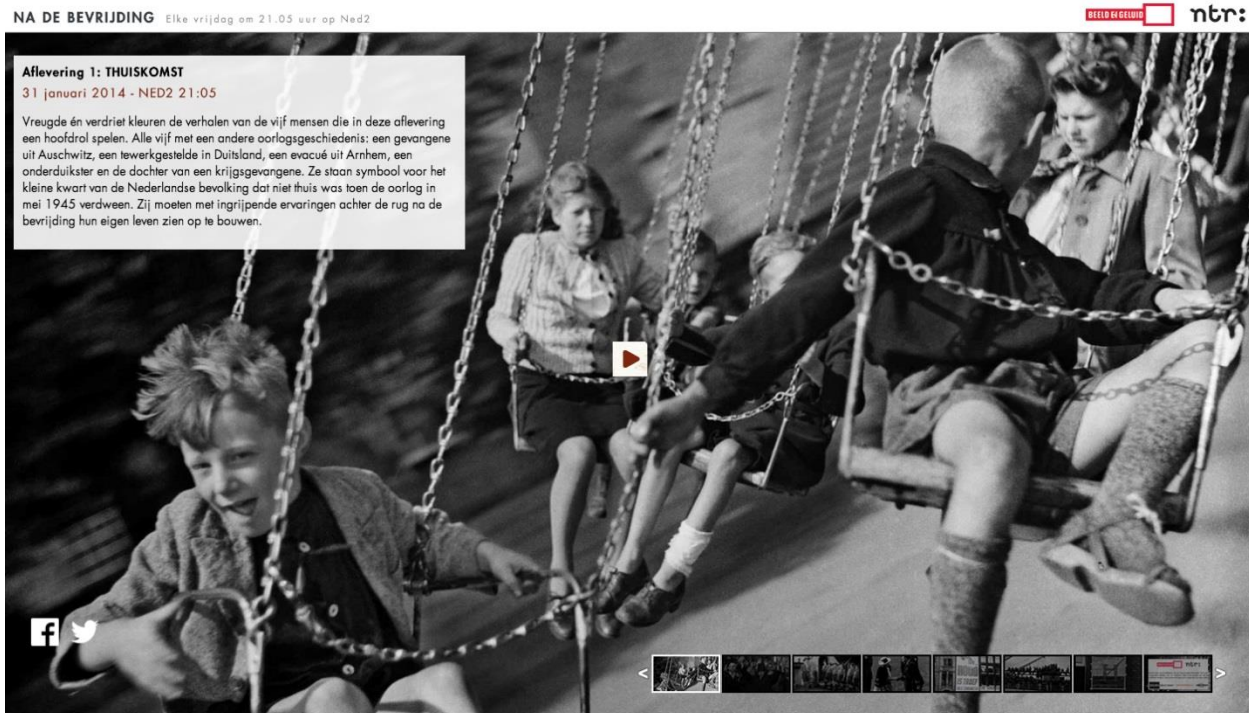 NA DE BEVRIJDING Elke vrijdag om 21.05 uur op Ned2
BEELD EN GELUID
ntr:
Aflevering 1: THUISKOMST
31 januari 2014 - NED2 21:05
Vreugde én verdriet kleuren de verhalen van de vijf mensen die in deze aflevering
een hoofdrol spelen. Alle vijf met een andere oorlogsgeschiedenis: een gevangene
uit Auschwitz, een tewerkgestelde in Duitsland, een evacué uit Arnhem, een
onderduikster en de dochter van een krijgsgevangene. Ze staan symbool voor het
kleine kwart van de Nederlandse bevolking dat niet thuis was toen de oorlog in
mei 1945 verdween. Zij moeten met ingrijpende ervaringen achter de rug na de
bevrijding hun eigen leven zien op te bouwen.
< >
ntr: